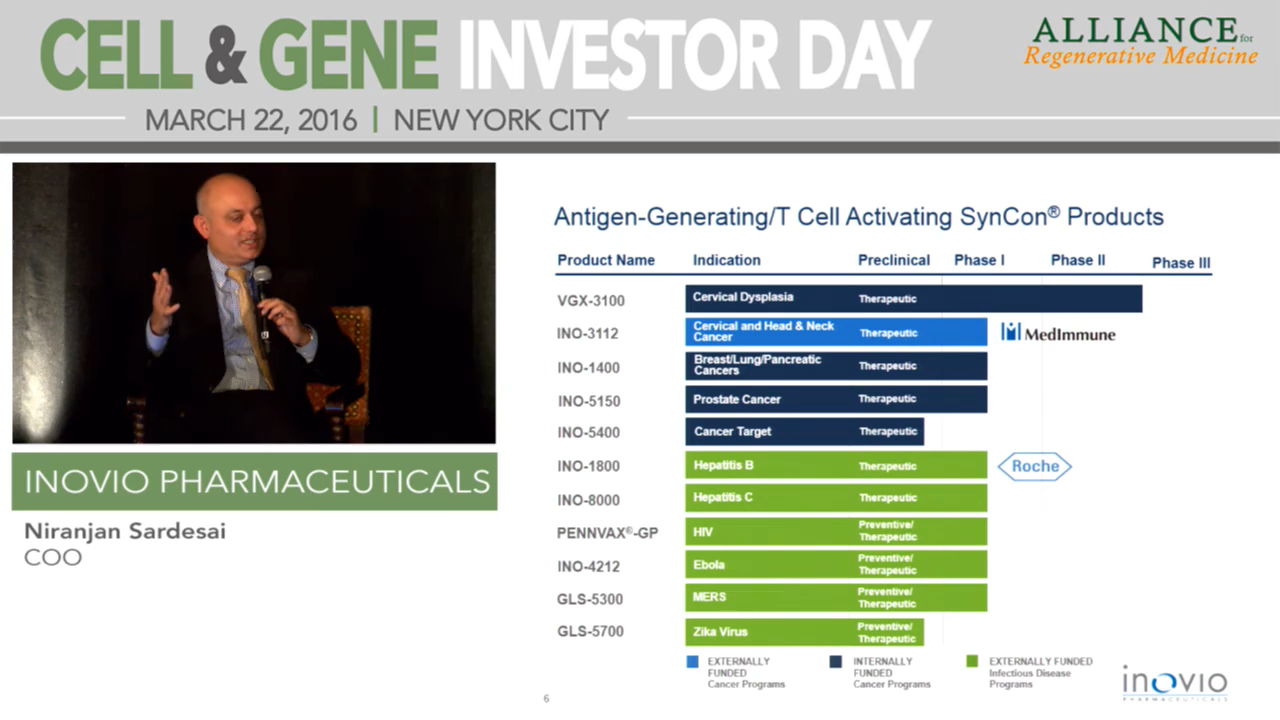 CELL & GENE INVESTOR DAY
ALLIANCE for
Regenerative Medicine
MARCH 22, 2016 | NEW YORK CITY
INOVIO PHARMACEUTICALS
Niranjan Sardesai
COO
Antigen-Generating/T Cell Activating SynCon® Products
Product Name Indication Preclinical Phase I Phase II Phase III
VGX-3100 Cervical Dysplasia Therapeutic
INO-3112 Cervical and Head & Neck
Cancer Therapeutic MedImmune
INO-1400 Breast/Lung/Pancreatic
Cancers Therapeutic
INO-5150 Prostate Cancer Therapeutic
INO-5400 Cancer Target Therapeutic
INO-1800 Hepatitis B Therapeutic Roche
INO-8000 Hepatitis C Therapeutic
PENNVAX®-GP HIV Preventive/
Therapeutic
INO-4212 Ebola Preventive/
Therapeutic
GLS-5300 MERS Preventive/
Therapeutic
GLS-5700 Zika Virus Preventive/
Therapeutic
EXTERNALLY
FUNDED
Cancer Programs
INTERNALLY
FUNDED
Cancer Programs
EXTERNALLY FUNDED
Infectious Disease
Programs
6
inovio
PHARMACEUTICALS